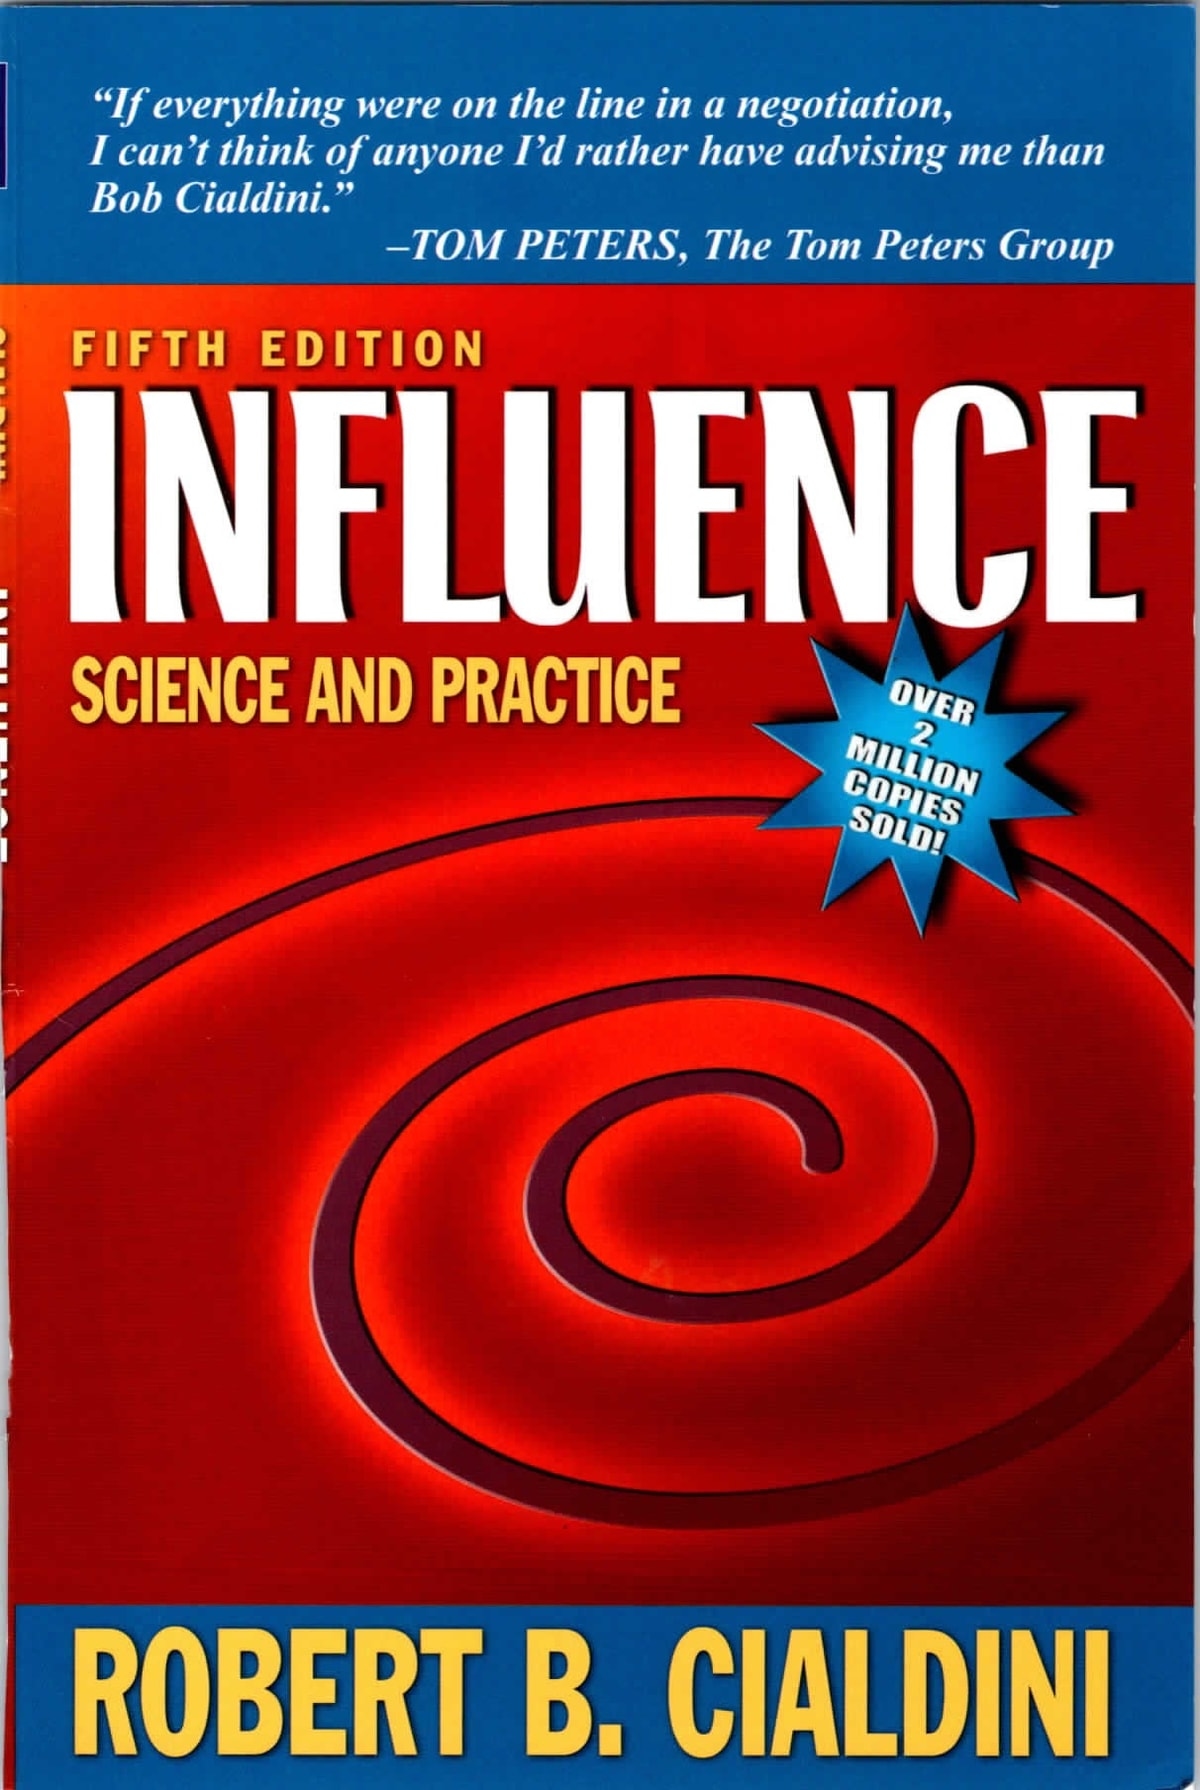 “If everything were on the line in a negotiation,
I can’t think of anyone I’d rather have advising me than
Bob Cialdini.”
–TOM PETERS, The Tom Peters Group
FIFTH EDITION
INFLUENCE
SCIENCE AND PRACTICE
OVER
2
MILLION
COPIES
SOLD!
ROBERT B. CIALDINI